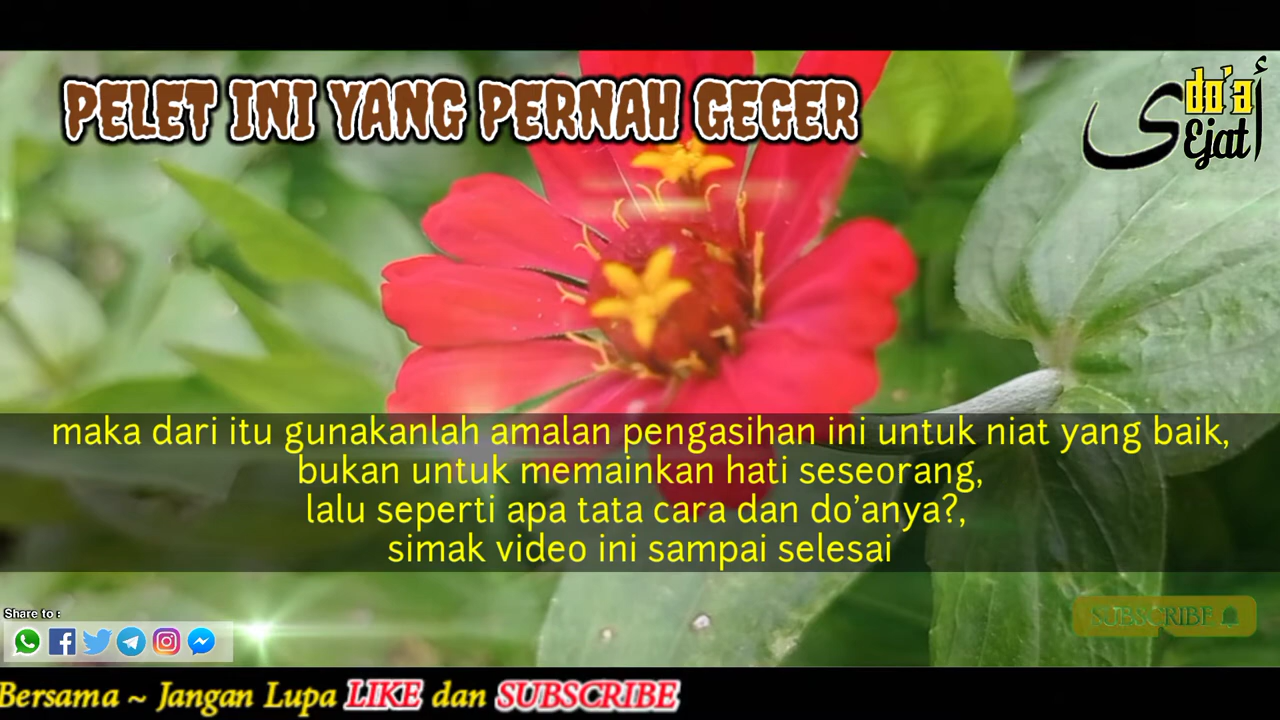 PELET INI YANG PERNAH GEGER
do'a
Ejat
أ
ى
maka dari itu gunakanlah amalan pengasihan ini untuk niat yang baik,
bukan untuk memainkan hati seseorang,
lalu seperti apa tata cara dan do'anya?,
simak video ini sampai selesai
Share to :
SUBSCRIBE
Bersama ~ Jangan Lupa LIKE dan SUBSCRIBE